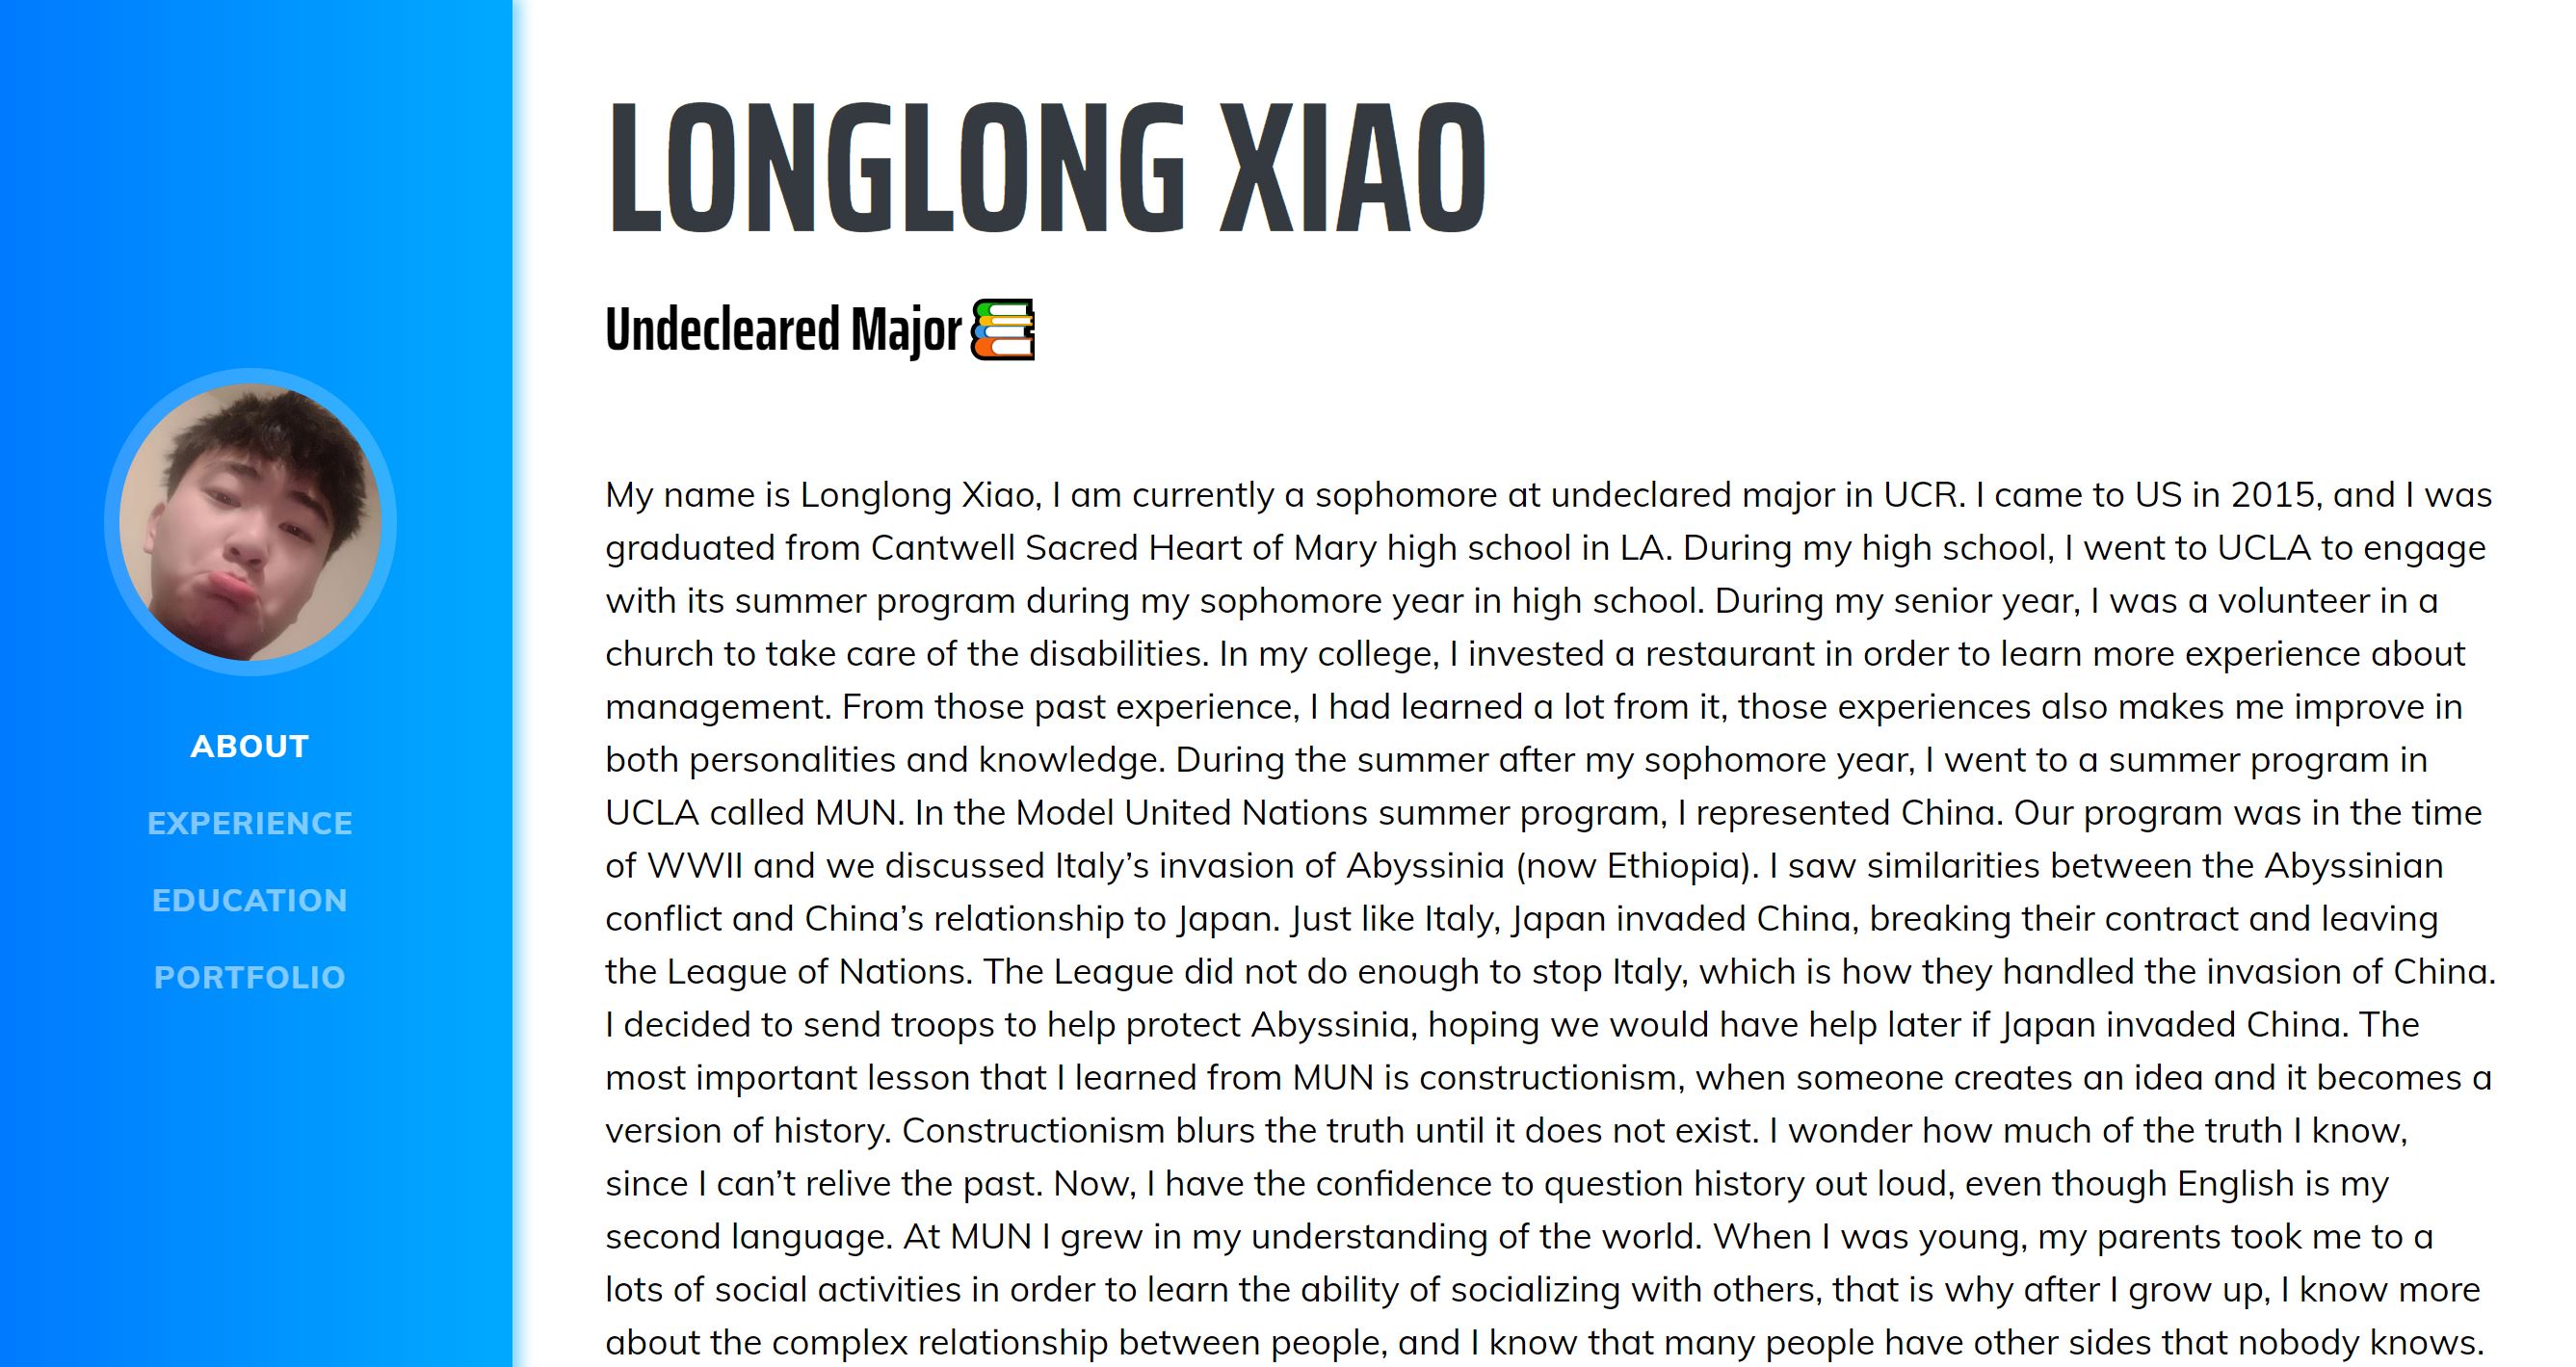 LONGLONG XIAO
Undecleared Major
ABOUT
EXPERIENCE
EDUCATION
PORTFOLIO
My name is Longlong Xiao, I am currently a sophomore at undeclared major in UCR. I came to US in 2015, and I was
graduated from Cantwell Sacred Heart of Mary high school in LA. During my high school, I went to UCLA to engage
with its summer program during my sophomore year in high school. During my senior year, I was a volunteer in a
church to take care of the disabilities. In my college, I invested a restaurant in order to learn more experience about
management. From those past experience, I had learned a lot from it, those experiences also makes me improve in
both personalities and knowledge. During the summer after my sophomore year, I went to a summer program in
UCLA called MUN. In the Model United Nations summer program, I represented China. Our program was in the time
of WWII and we discussed Italy’s invasion of Abyssinia (now Ethiopia). I saw similarities between the Abyssinian
conflict and China’s relationship to Japan. Just like Italy, Japan invaded China, breaking their contract and leaving
the League of Nations. The League did not do enough to stop Italy, which is how they handled the invasion of China.
I decided to send troops to help protect Abyssinia, hoping we would have help later if Japan invaded China. The
most important lesson that I learned from MUN is constructionism, when someone creates an idea and it becomes a
version of history. Constructionism blurs the truth until it does not exist. I wonder how much of the truth I know,
since I can’t relive the past. Now, I have the confidence to question history out loud, even though English is my
second language. At MUN I grew in my understanding of the world. When I was young, my parents took me to a
lots of social activities in order to learn the ability of socializing with others, that is why after I grow up, I know more
about the complex relationship between people, and I know that many people have other sides that nobody knows.